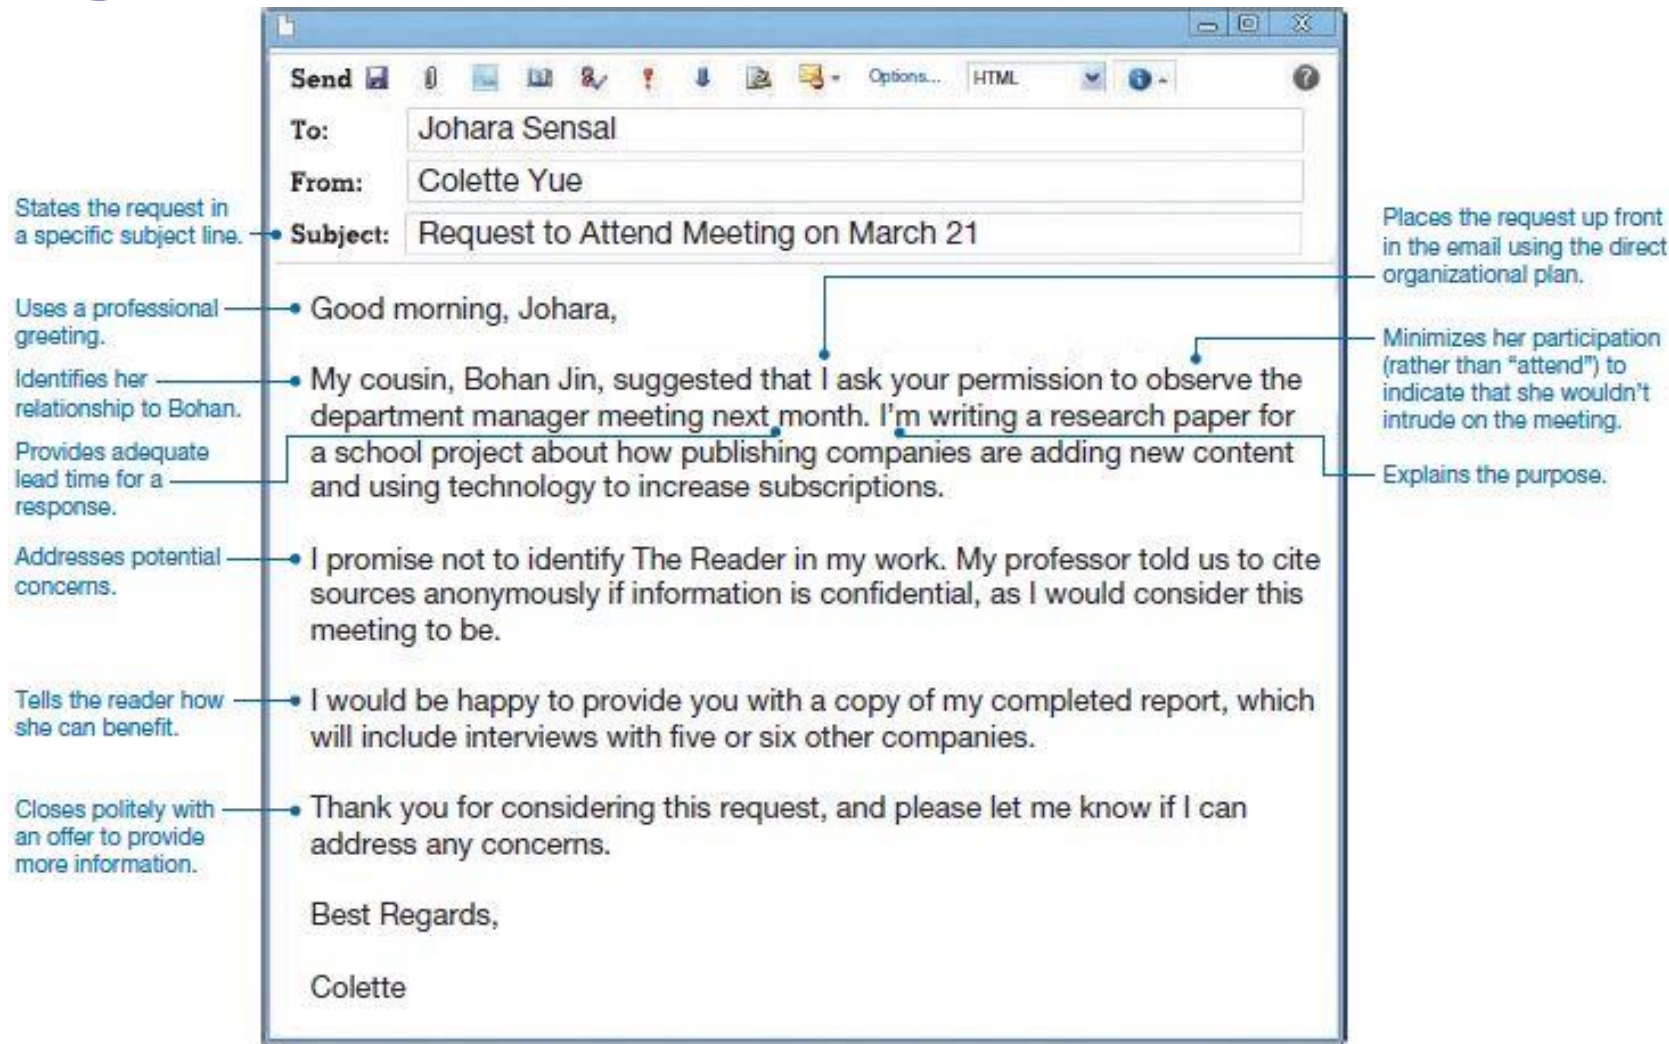 Send Options... HTML
To: Johara Sensal
From: Colette Yue
Subject: Request to Attend Meeting on March 21
Good morning, Johara,
My cousin, Bohan Jin, suggested that I ask your permission to observe the
department manager meeting next month. I'm writing a research paper for
a school project about how publishing companies are adding new content
and using technology to increase subscriptions.
I promise not to identify The Reader in my work. My professor told us to cite
sources anonymously if information is confidential, as I would consider this
meeting to be.
I would be happy to provide you with a copy of my completed report, which
will include interviews with five or six other companies.
Thank you for considering this request, and please let me know if I can
address any concerns.
Best Regards,
Colette
States the request in
a specific subject line.
Uses a professional
greeting.
Identifies her
relationship to Bohan.
Provides adequate
lead time for a
response.
Addresses potential
concerns.
Tells the reader how
she can benefit.
Closes politely with
an offer to provide
more information.
Places the request up front
in the email using the direct
organizational plan.
Minimizes her participation
(rather than “attend”) to
indicate that she wouldn't
intrude on the meeting.
Explains the purpose.